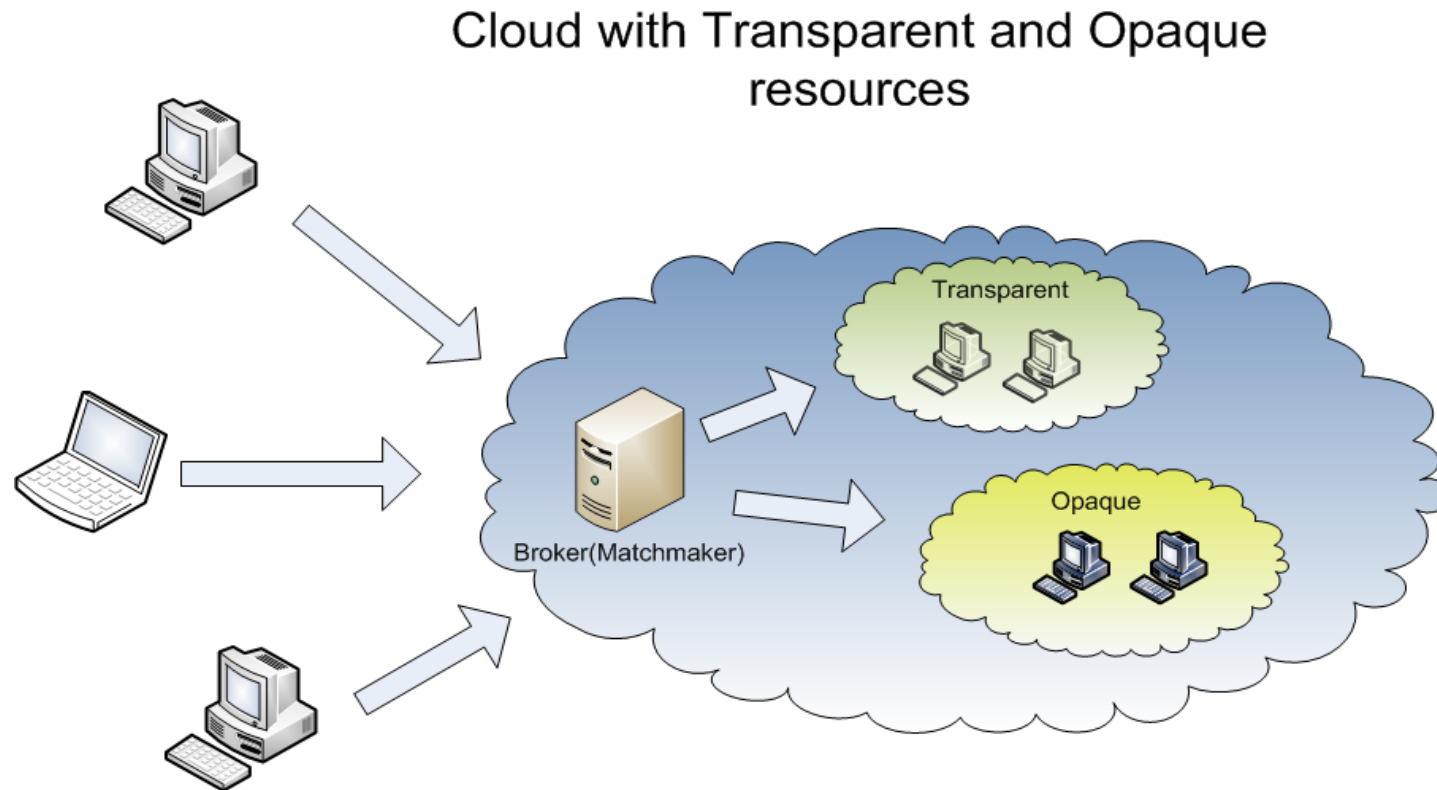 Cloud with Transparent and Opaque
resources
Transparent
Opaque
Broker(Matchmaker)